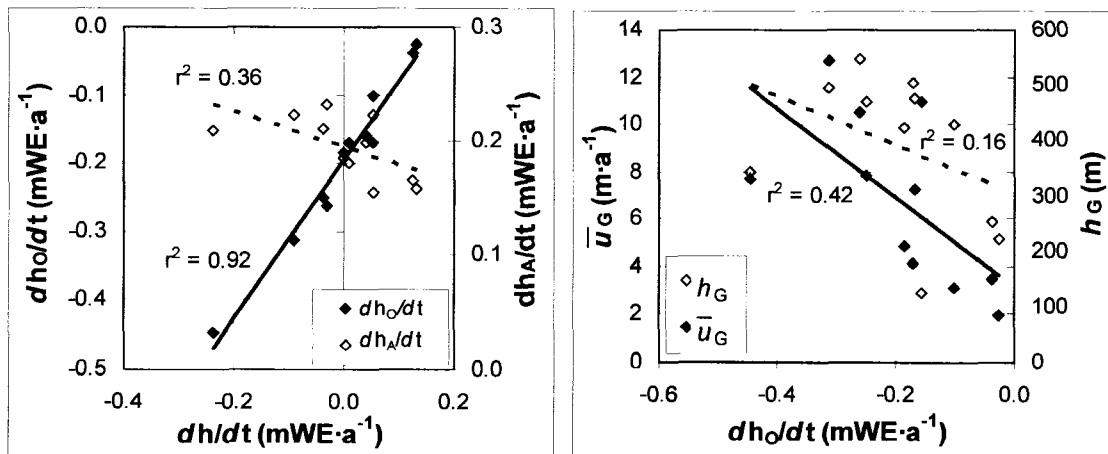 0.0
-0.1
-0.2
-0.3
-0.4
-0.5
dhO/dt (mWE·a⁻¹)
r² = 0.36
r² = 0.92
dhO/dt
dhA/dt
0.3
0.2
0.1
0.0
dhA/dt (mWE·a⁻¹)
-0.4 -0.2 0.0 0.2
dh/dt (mWE·a⁻¹)
14
12
10
8
6
4
2
0
u̅G (m·a⁻¹)
r² = 0.16
r² = 0.42
hG
u̅G
600
500
400
300
200
100
0
hG (m)
-0.6 -0.4 -0.2 0.0
dhO/dt (mWE·a⁻¹)